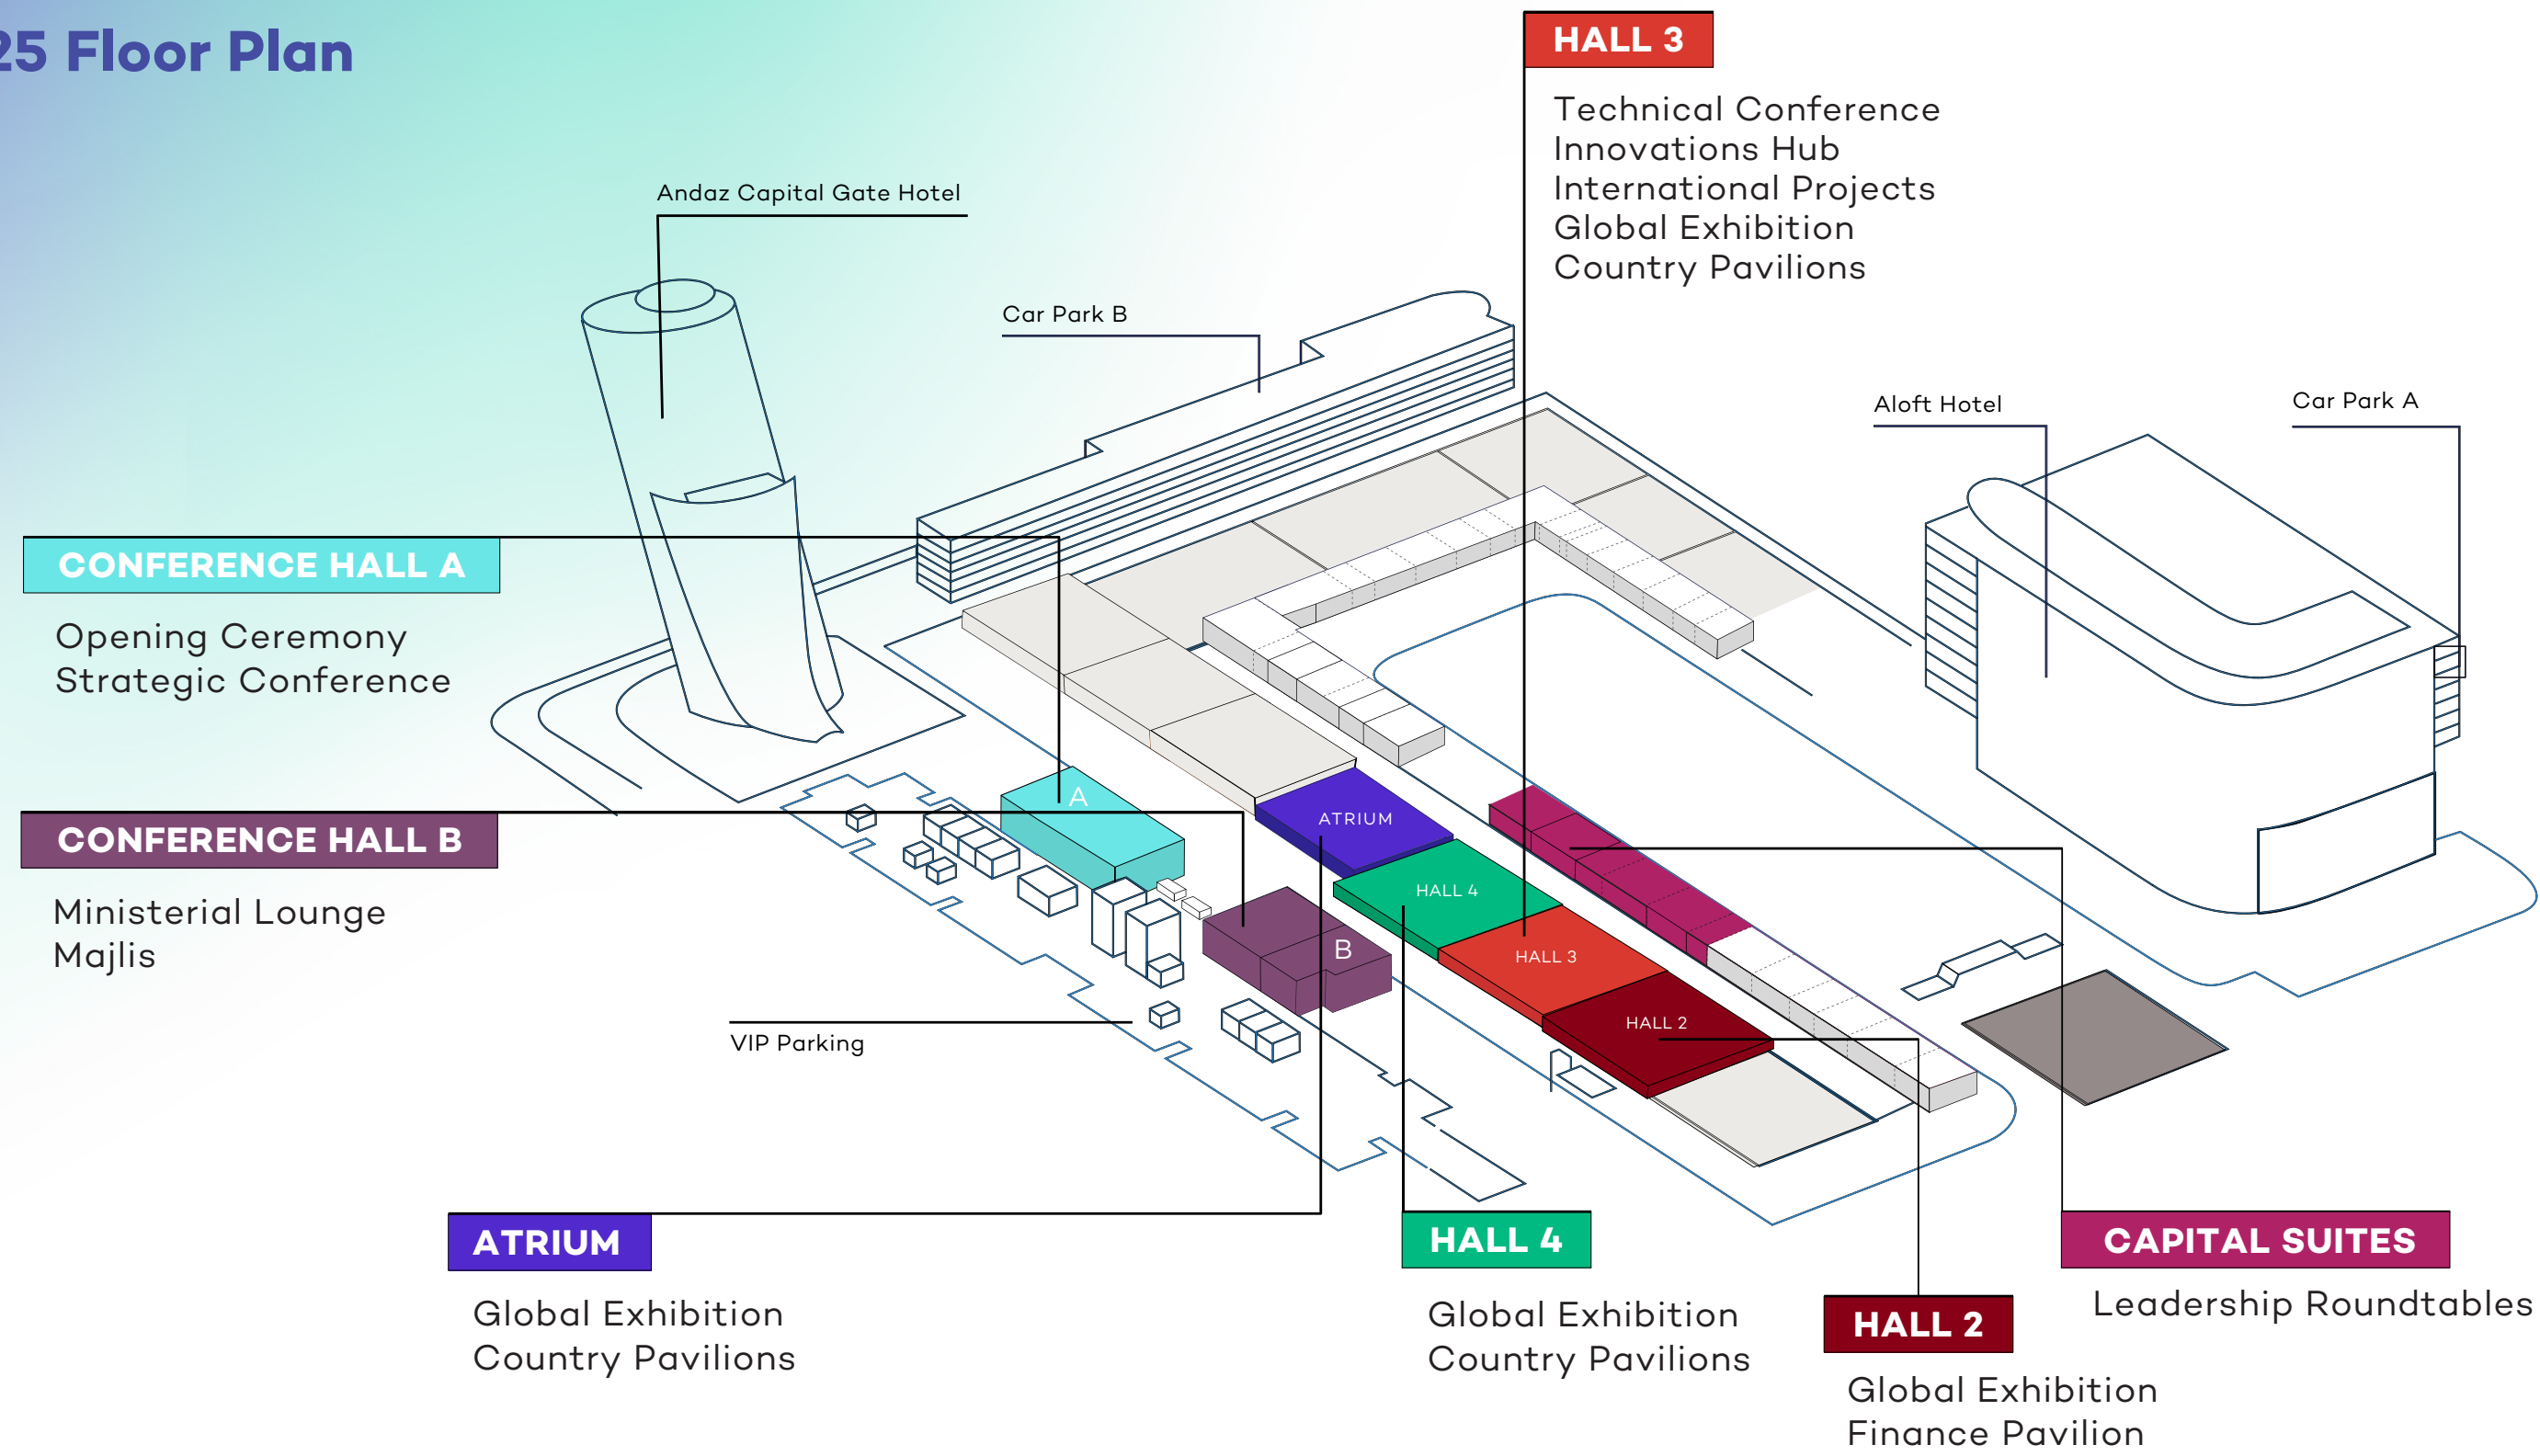 25 Floor Plan
HALL 3
Technical Conference
Innovations Hub
International Projects
Global Exhibition
Country Pavilions
Andaz Capital Gate Hotel
Car Park B
Aloft Hotel
Car Park A
CONFERENCE HALL A
Opening Ceremony
Strategic Conference
A
ATRIUM
CONFERENCE HALL B
Ministerial Lounge
Majlis
HALL 4
B
HALL 3
HALL 2
VIP Parking
ATRIUM
Global Exhibition
Country Pavilions
HALL 4
Global Exhibition
Country Pavilions
CAPITAL SUITES
Leadership Roundtables
HALL 2
Global Exhibition
Finance Pavilion